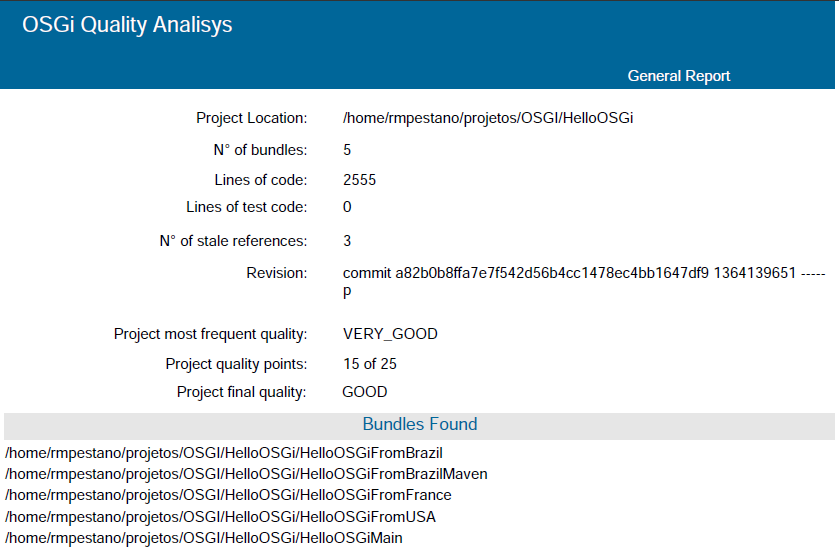 OSGi Quality Analisys
General Report
Project Location: /home/rmpestano/projetos/OSGI/HelloOSGi
N° of bundles: 5
Lines of code: 2555
Lines of test code: 0
N° of stale references: 3
Revision: commit a82b0b8ffa7e7f542d56b4cc1478ec4bb1647df9 1364139651 -----
p
Project most frequent quality: VERY_GOOD
Project quality points: 15 of 25
Project final quality: GOOD
Bundles Found
/home/rmpestano/projetos/OSGI/HelloOSGi/HelloOSGiFromBrazil
/home/rmpestano/projetos/OSGI/HelloOSGi/HelloOSGiFromBrazilMaven
/home/rmpestano/projetos/OSGI/HelloOSGi/HelloOSGiFromFrance
/home/rmpestano/projetos/OSGI/HelloOSGi/HelloOSGiFromUSA
/home/rmpestano/projetos/OSGI/HelloOSGi/HelloOSGiMain